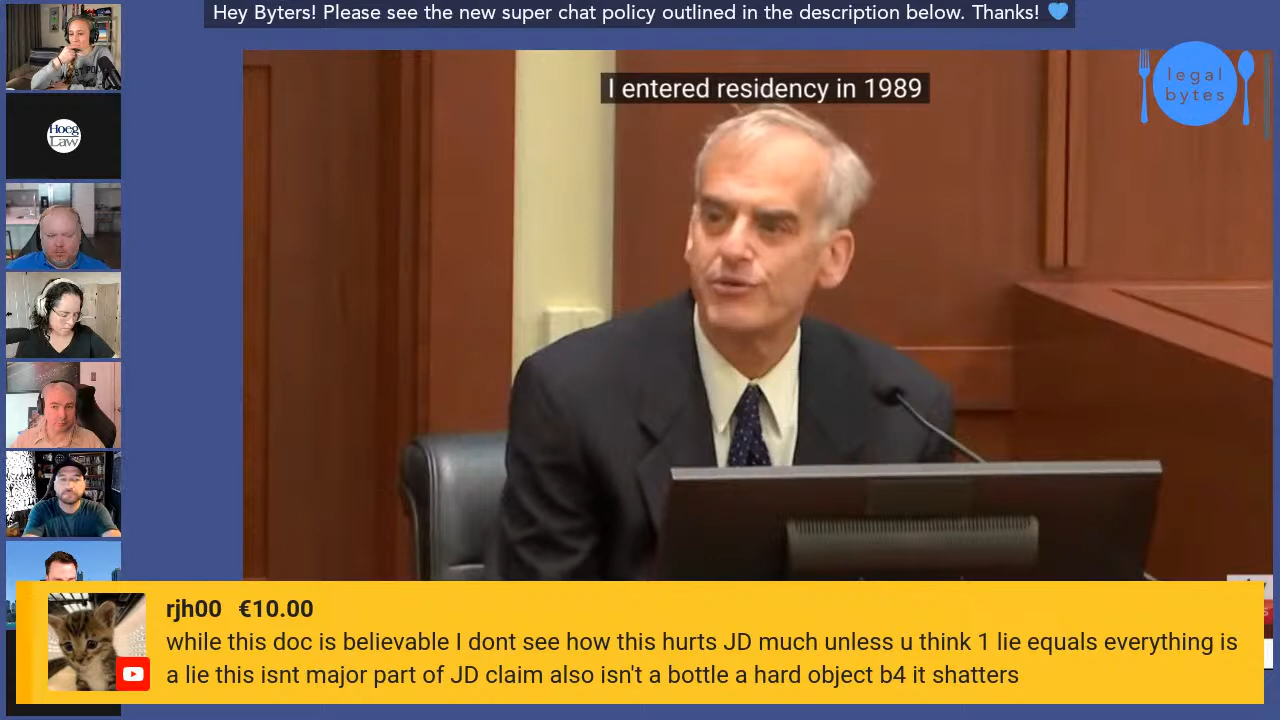 Hey Byters! Please see the new super chat policy outlined in the description below. Thanks! 💙
legal
bytes
I entered residency in 1989
Hoeg
Law
rjh00 €10.00
while this doc is believable I dont see how this hurts JD much unless u think 1 lie equals everything is
a lie this isnt major part of JD claim also isn't a bottle a hard object b4 it shatters